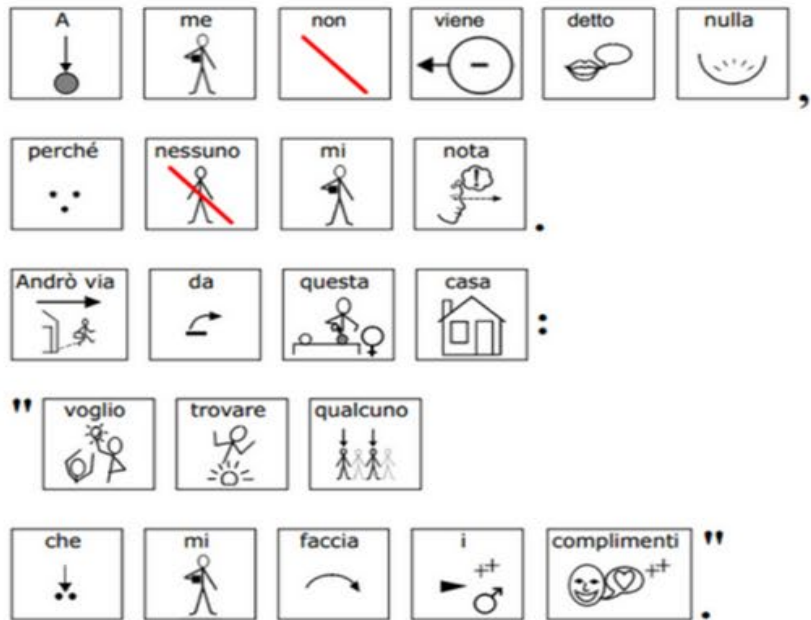 A me non viene detto nulla,
perché nessuno mi nota.
Andrò via da questa casa:
"voglio trovare qualcuno
che mi faccia i complimenti".